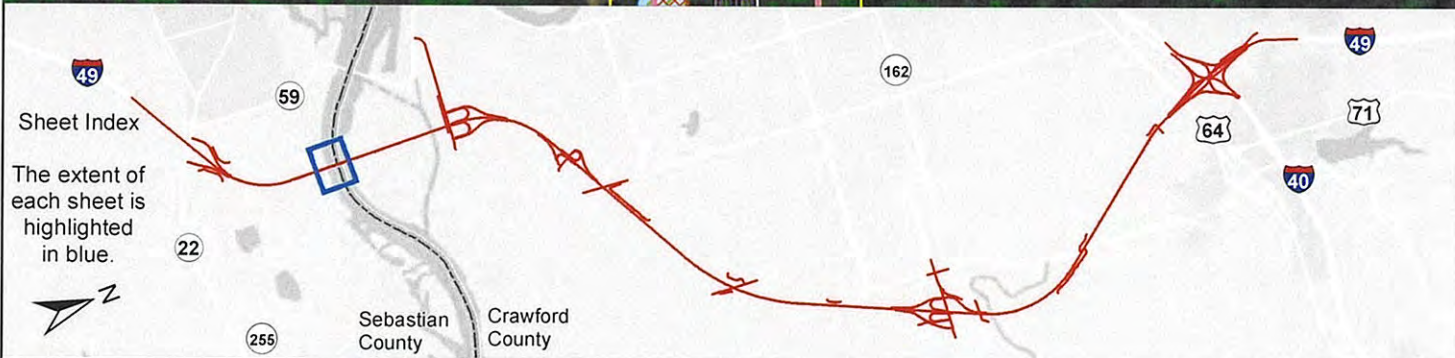 49
Sheet Index
The extent of
each sheet is
highlighted
in blue.
N
59
22
255
Sebastian
County
Crawford
County
162
49
71
64
40